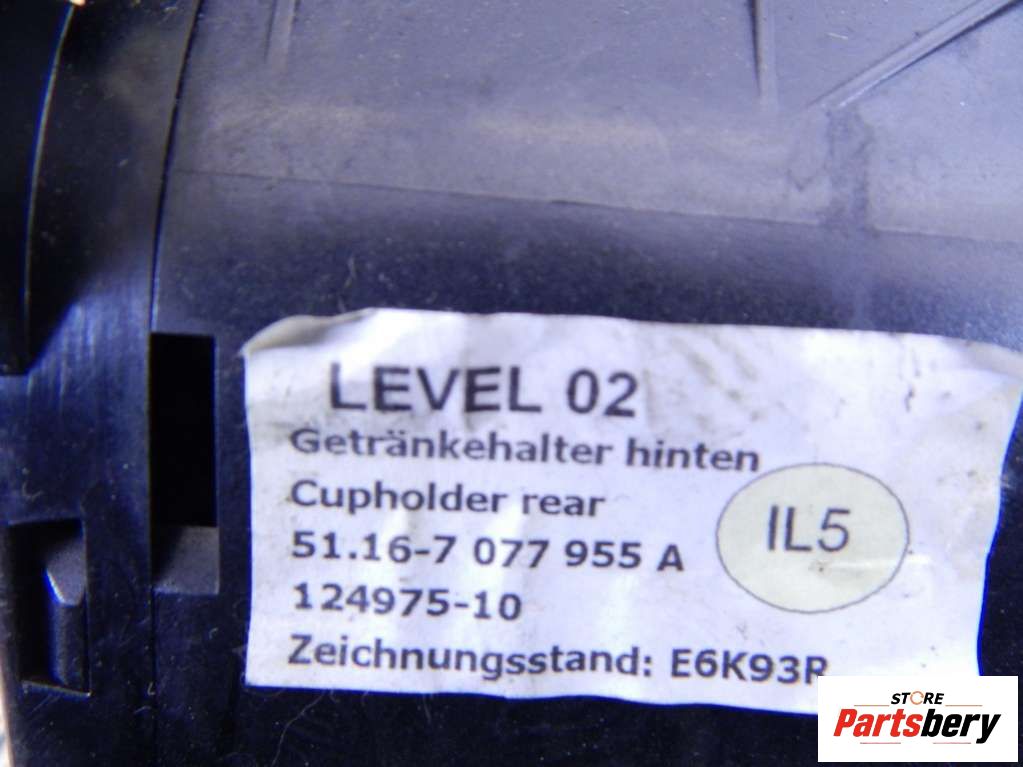 LEVEL 02
Getränkehalter hinten
Cupholder rear
51.16-7 077 955 A
124975-10
Zeichnungsstand: E6K93R
IL5
STORE
Partsbery